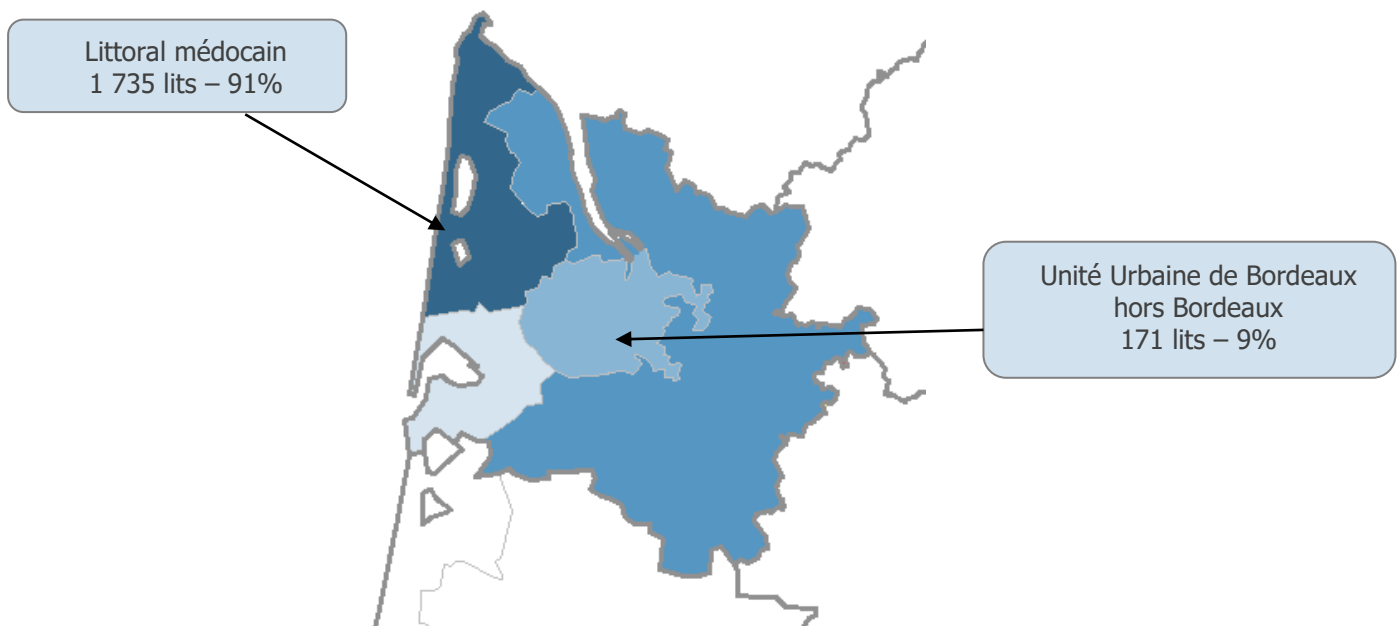 Littoral médocain
1 735 lits – 91%
Unité Urbaine de Bordeaux
hors Bordeaux
171 lits – 9%